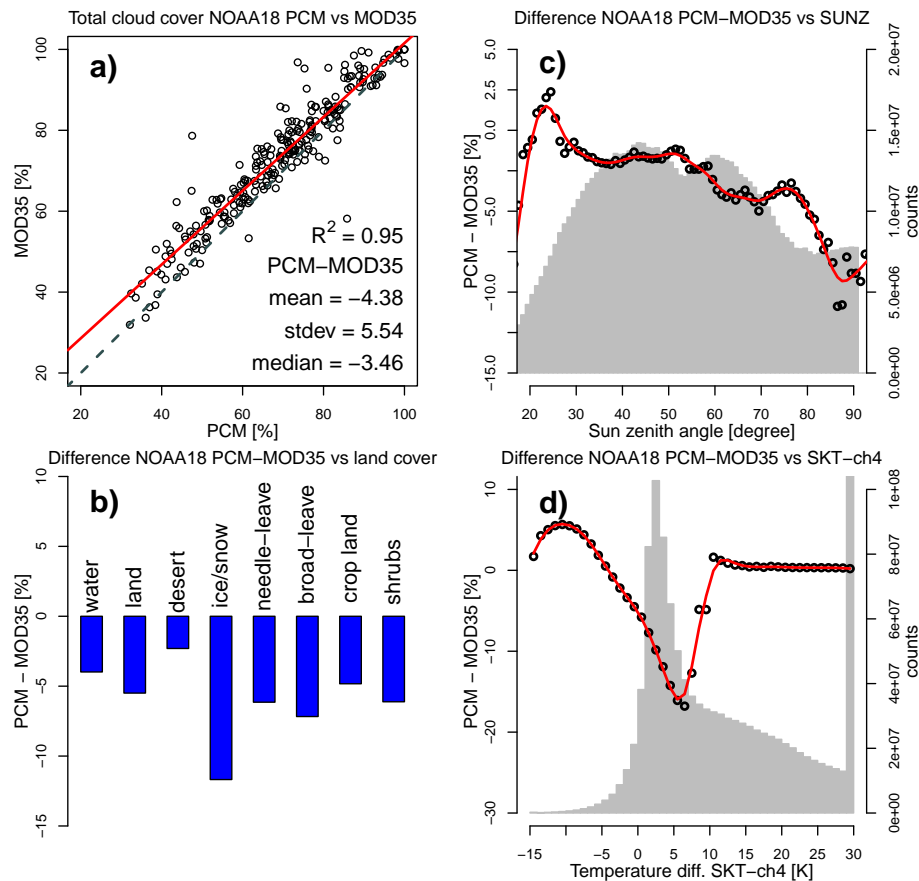 Total cloud cover NOAA18 PCM vs MOD35
a)
MOD35 [%]
20
40
60
80
100
R2 = 0.95
PCM−MOD35
mean = −4.38
stdev = 5.54
median = −3.46
20
40
60
80
100
PCM [%]
Difference NOAA18 PCM−MOD35 vs SUNZ
c)
PCM − MOD35 [%]
−15.0
−10.0
−5.0
0.0
2.5
5.0
0.0e+00
5.0e+06
1.0e+07
1.5e+07
2.0e+07
counts
20
30
40
50
60
70
80
90
Sun zenith angle [degree]
Difference NOAA18 PCM−MOD35 vs land cover
b)
PCM − MOD35 [%]
−15
−10
−5
0
5
10
water
land
desert
ice/snow
needle−leave
broad−leave
crop land
shrubs
Difference NOAA18 PCM−MOD35 vs SKT−ch4
d)
PCM − MOD35 [%]
−30
−20
−10
0
10
0e+00
2e+07
4e+07
6e+07
8e+07
1e+08
counts
−15
−5
0
5
10
15
20
25
30
Temperature diff. SKT−ch4 [K]